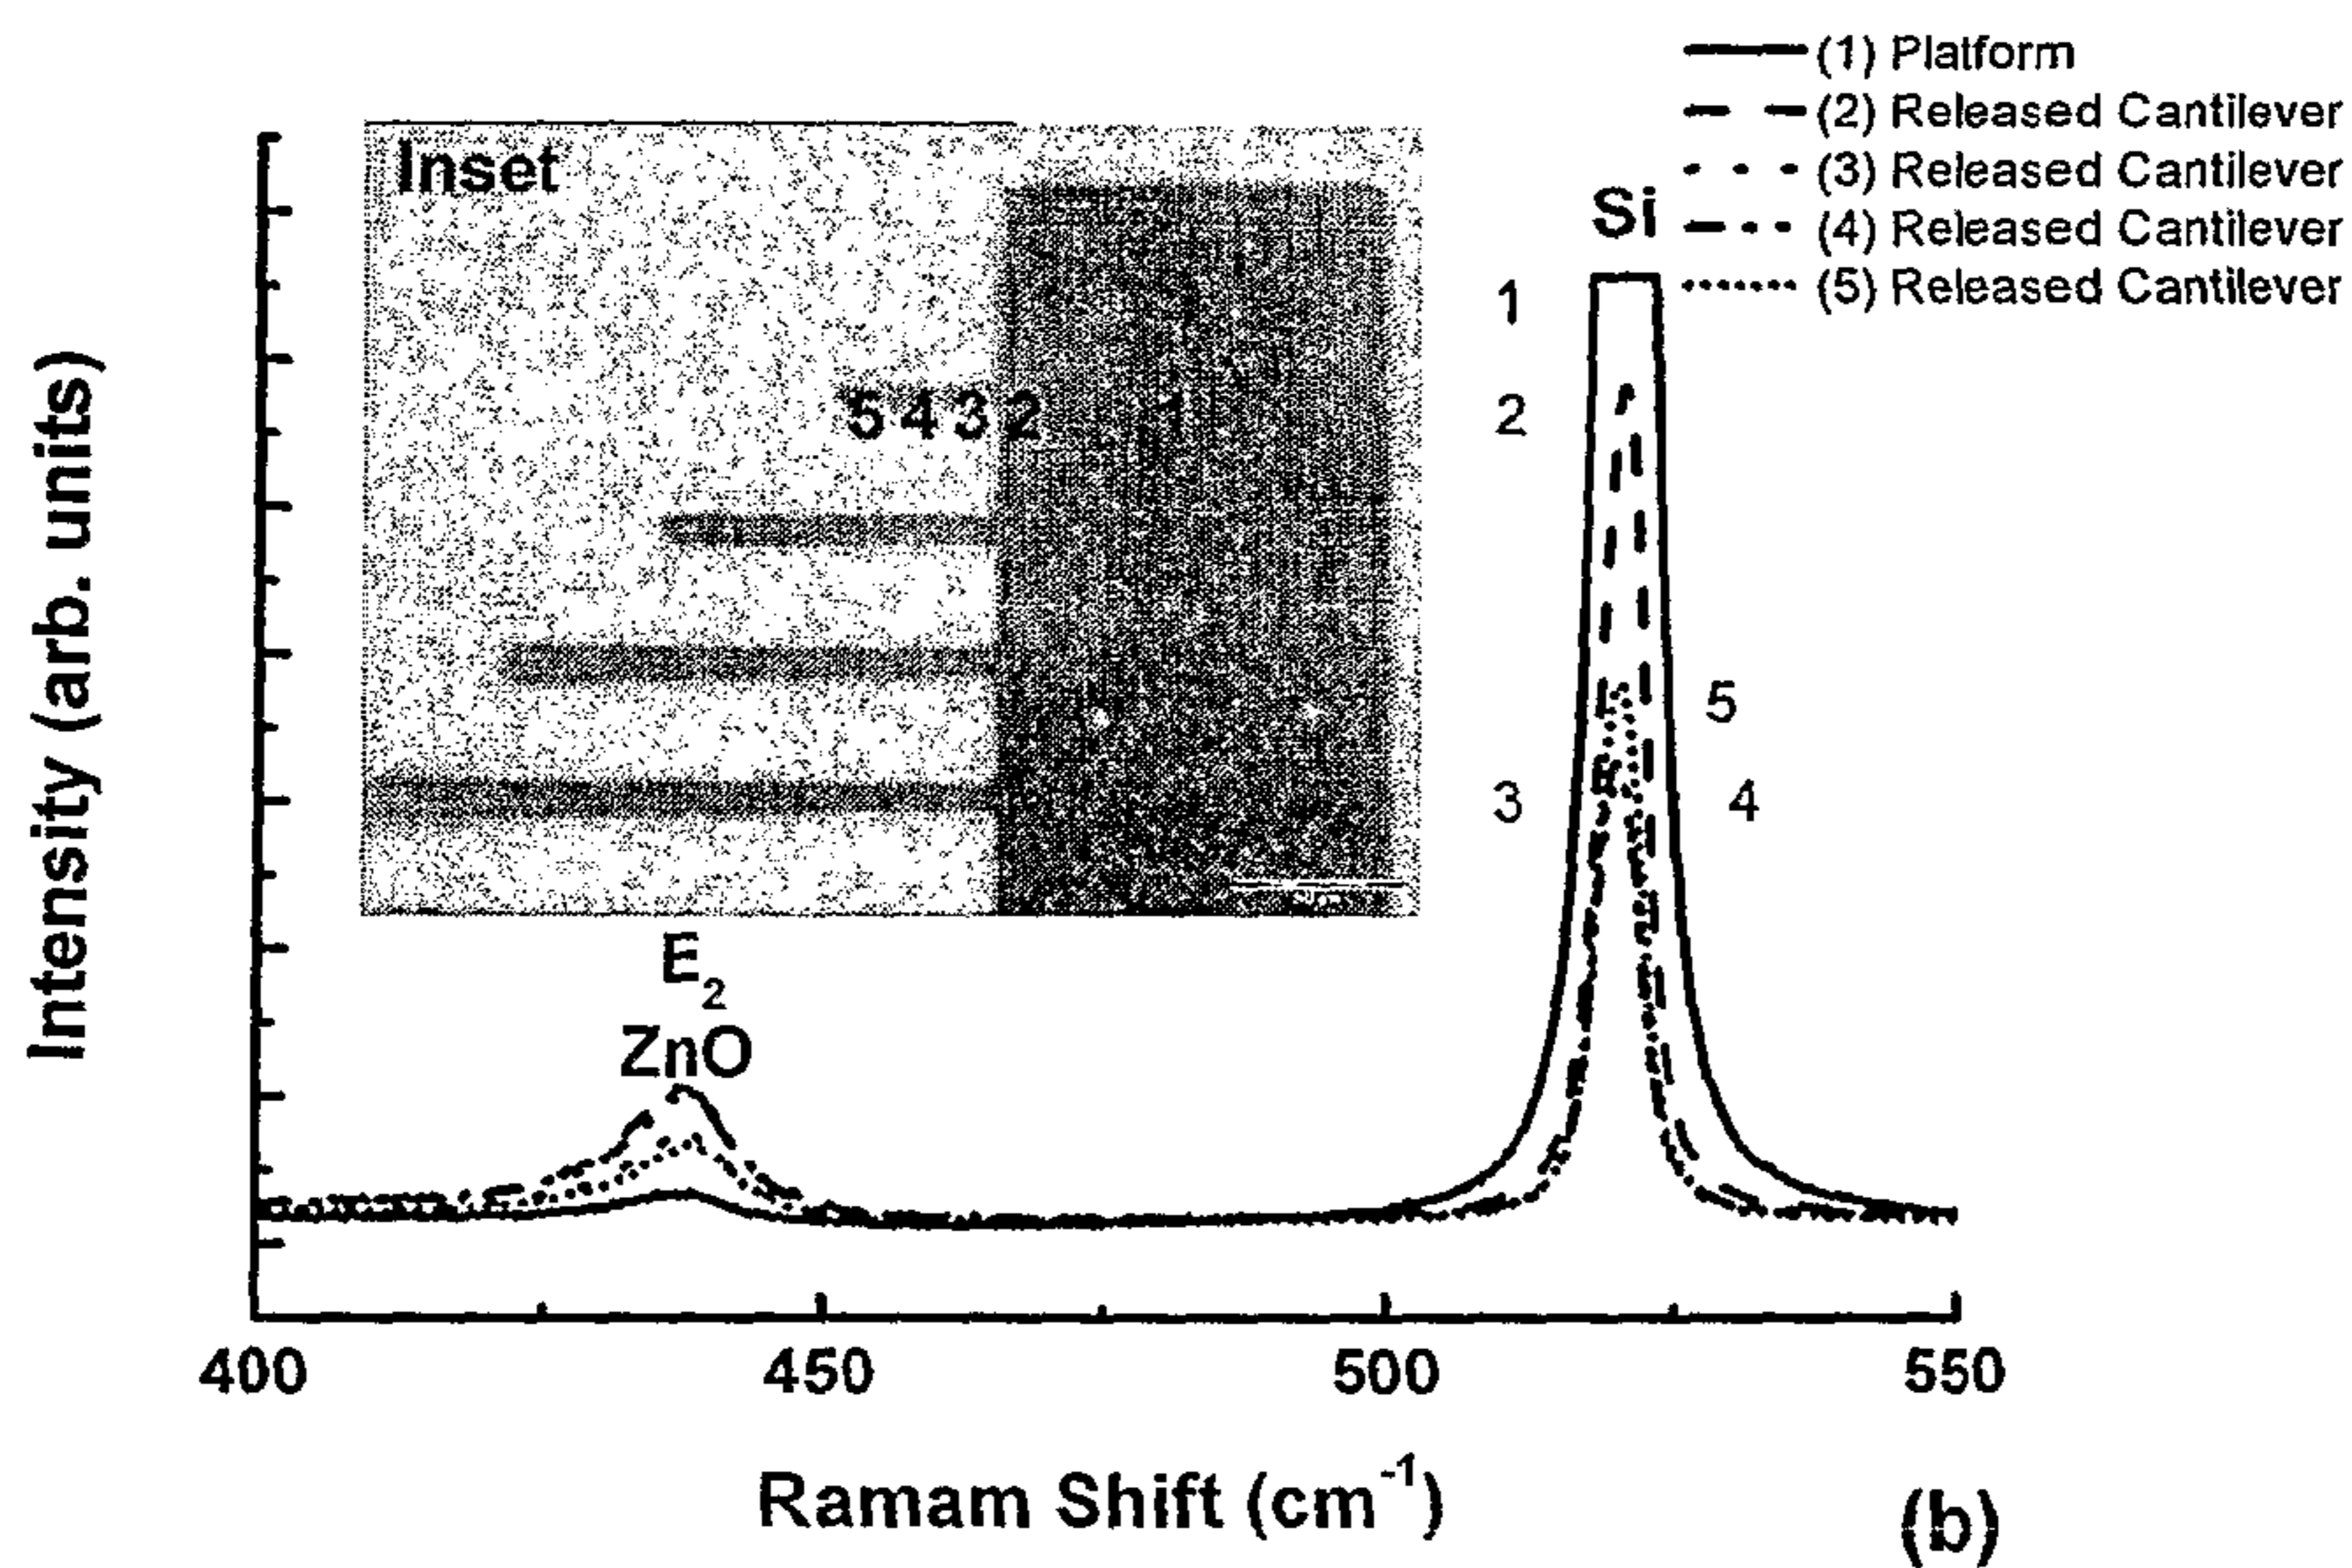 (1) Platform
(2) Released Cantilever
(3) Released Cantilever
(4) Released Cantilever
(5) Released Cantilever
Inset
Si
5 4 3 2 1
1
2
3
5
4
E₂
ZnO
Intensity (arb. units)
400 450 500 550
Ramam Shift (cm⁻¹)
(b)